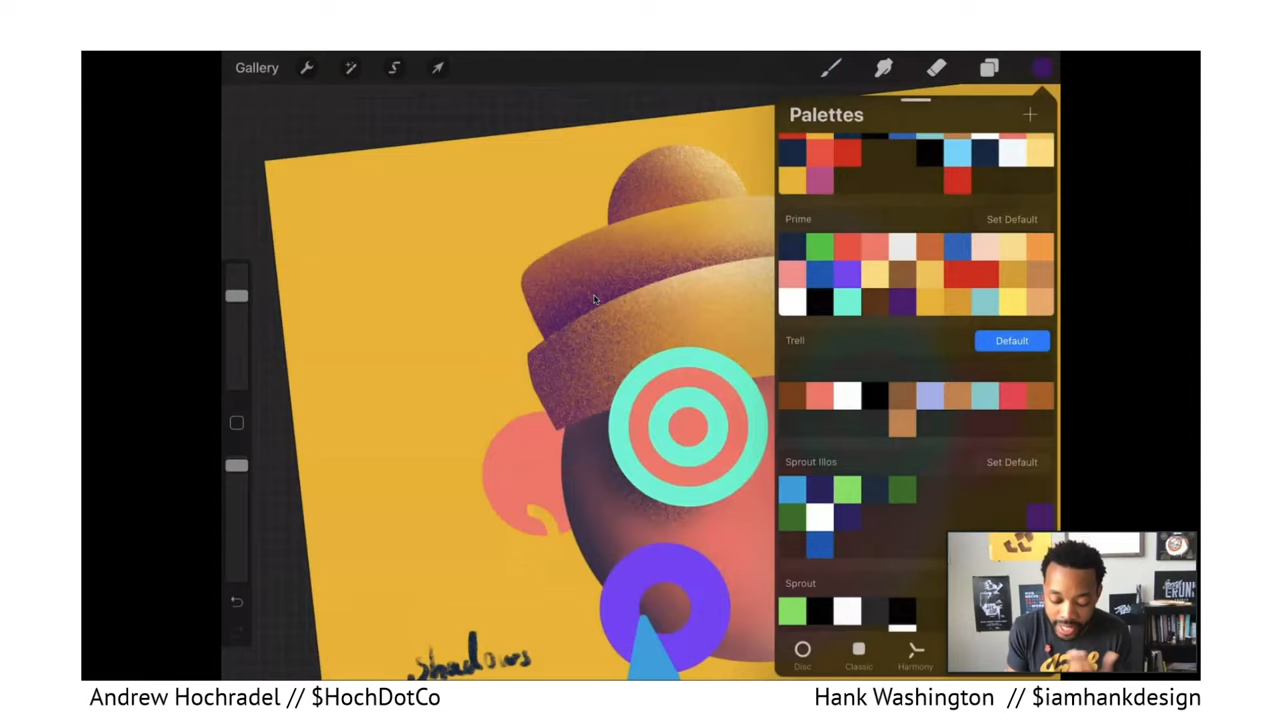 Gallery
Palettes
Prime
Set Default
Trell
Default
Sprout Illos
Set Default
Sprout
Disc
Classic
Harmony
shadows
Andrew Hochradel // $HochDotCo
Hank Washington // $iamhankdesign